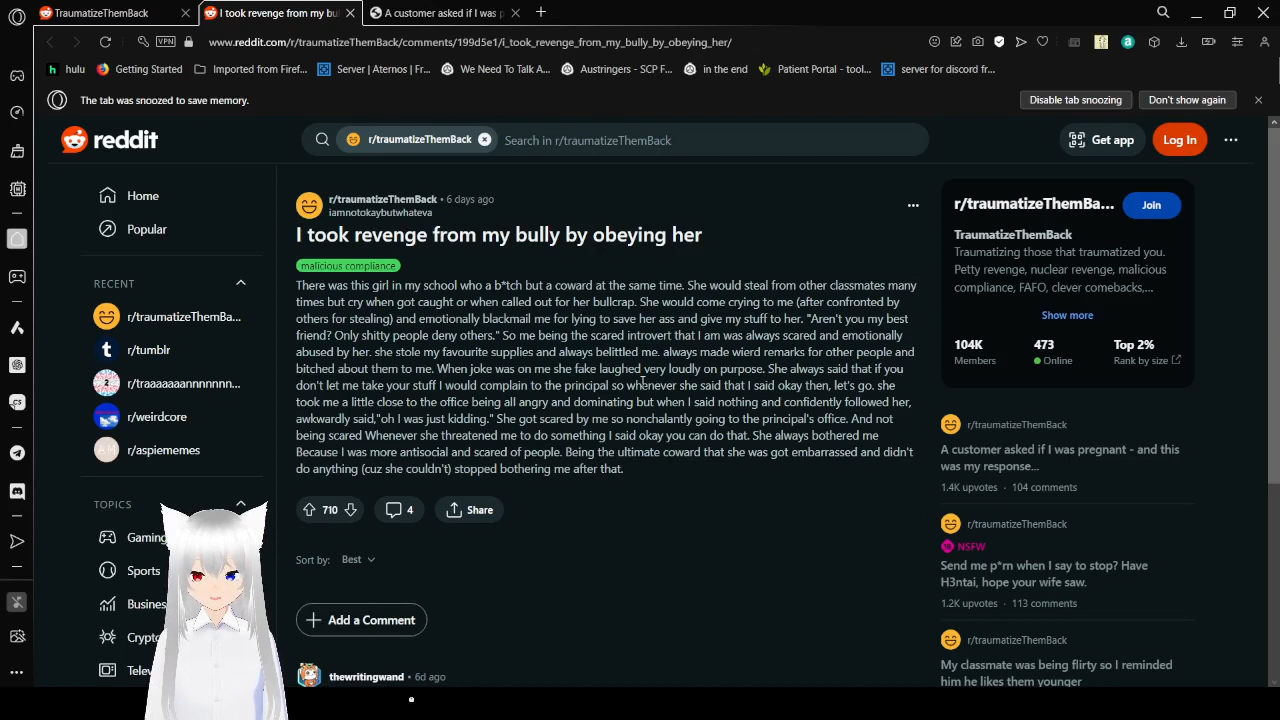 TraumatizeThemBack
I took revenge from my bul
A customer asked if I was p
VPN
www.reddit.com/r/traumatizeThemBack/comments/199d5e1/i_took_revenge_from_my_bully_by_obeying_her/
hulu
Getting Started
Imported from Firef...
Server | Aternos | Fr...
We Need To Talk A...
Austringers - SCP F...
in the end
Patient Portal - tool...
server for discord fr...
The tab was snoozed to save memory.
Disable tab snoozing
Don't show again
reddit
r/traumatizeThemBack
Search in r/traumatizeThemBack
Get app
Log In
Home
Popular
RECENT
r/traumatizeThemBa...
r/tumblr
r/traaaaaaannnnnnn...
r/weirdcore
r/aspiememes
TOPICS
Gaming
Sports
Busines
Crypto
Telev
r/traumatizeThemBack • 6 days ago
iamnotokaybutwhateva
I took revenge from my bully by obeying her
malicious compliance
There was this girl in my school who a b*tch but a coward at the same time. She would steal from other classmates many
times but cry when got caught or when called out for her bullcrap. She would come crying to me (after confronted by
others for stealing) and emotionally blackmail me for lying to save her ass and give my stuff to her. "Aren't you my best
friend? Only shitty people deny others." So me being the scared introvert that I am was always scared and emotionally
abused by her. she stole my favourite supplies and always belittled me. always made wierd remarks for other people and
bitched about them to me. When joke was on me she fake laughed very loudly on purpose. She always said that if you
don't let me take your stuff I would complain to the principal so whenever she said that I said okay then, let's go. she
took me a little close to the office being all angry and dominating but when I said nothing and confidently followed her,
awkwardly said,"oh I was just kidding." She got scared by me so nonchalantly going to the principal's office. And not
being scared Whenever she threatened me to do something I said okay you can do that. She always bothered me
Because I was more antisocial and scared of people. Being the ultimate coward that she was got embarrassed and didn't
do anything (cuz she couldn't) stopped bothering me after that.
710
4
Share
Sort by: Best
Add a Comment
thewritingwand • 6d ago
r/traumatizeThemBa...
Join
TraumatizeThemBack
Traumatizing those that traumatized you.
Petty revenge, nuclear revenge, malicious
compliance, FAFO, clever comebacks,...
Show more
104K
Members
473
Online
Top 2%
Rank by size
r/traumatizeThemBack
A customer asked if I was pregnant - and this
was my response...
1.4K upvotes • 104 comments
r/traumatizeThemBack
NSFW
Send me p*rn when I say to stop? Have
H3ntai, hope your wife saw.
1.2K upvotes • 113 comments
r/traumatizeThemBack
My classmate was being flirty so I reminded
him he likes them younger